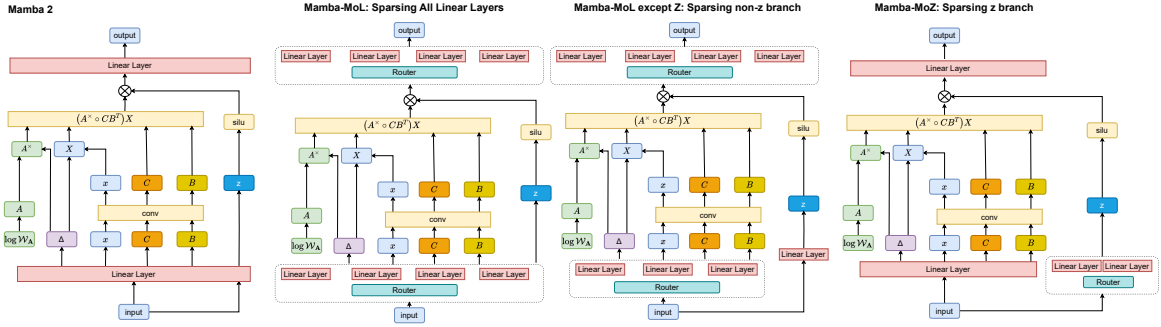 Mamba 2
output
Linear Layer
(A^× ∘ CB^T)X
silu
A^×
X
x
C
B
z
A
conv
log W_A
Δ
x
C
B
Linear Layer
input
Mamba-MoL: Sparsing All Linear Layers
output
Linear Layer Linear Layer Linear Layer Linear Layer
Router
(A^× ∘ CB^T)X
silu
A^×
X
x
C
B
z
A
conv
log W_A
Δ
x
C
B
Linear Layer Linear Layer Linear Layer Linear Layer
Router
input
Mamba-MoL except Z: Sparsing non-z branch
output
Linear Layer Linear Layer Linear Layer Linear Layer
Router
(A^× ∘ CB^T)X
silu
A^×
X
x
C
B
z
A
conv
log W_A
Δ
x
C
B
Linear Layer
Linear Layer Linear Layer Linear Layer
Router
input
Mamba-MoZ: Sparsing z branch
output
Linear Layer
(A^× ∘ CB^T)X
silu
A^×
X
x
C
B
z
A
conv
log W_A
Δ
x
C
B
Linear Layer
Linear Layer Linear Layer
Router
input